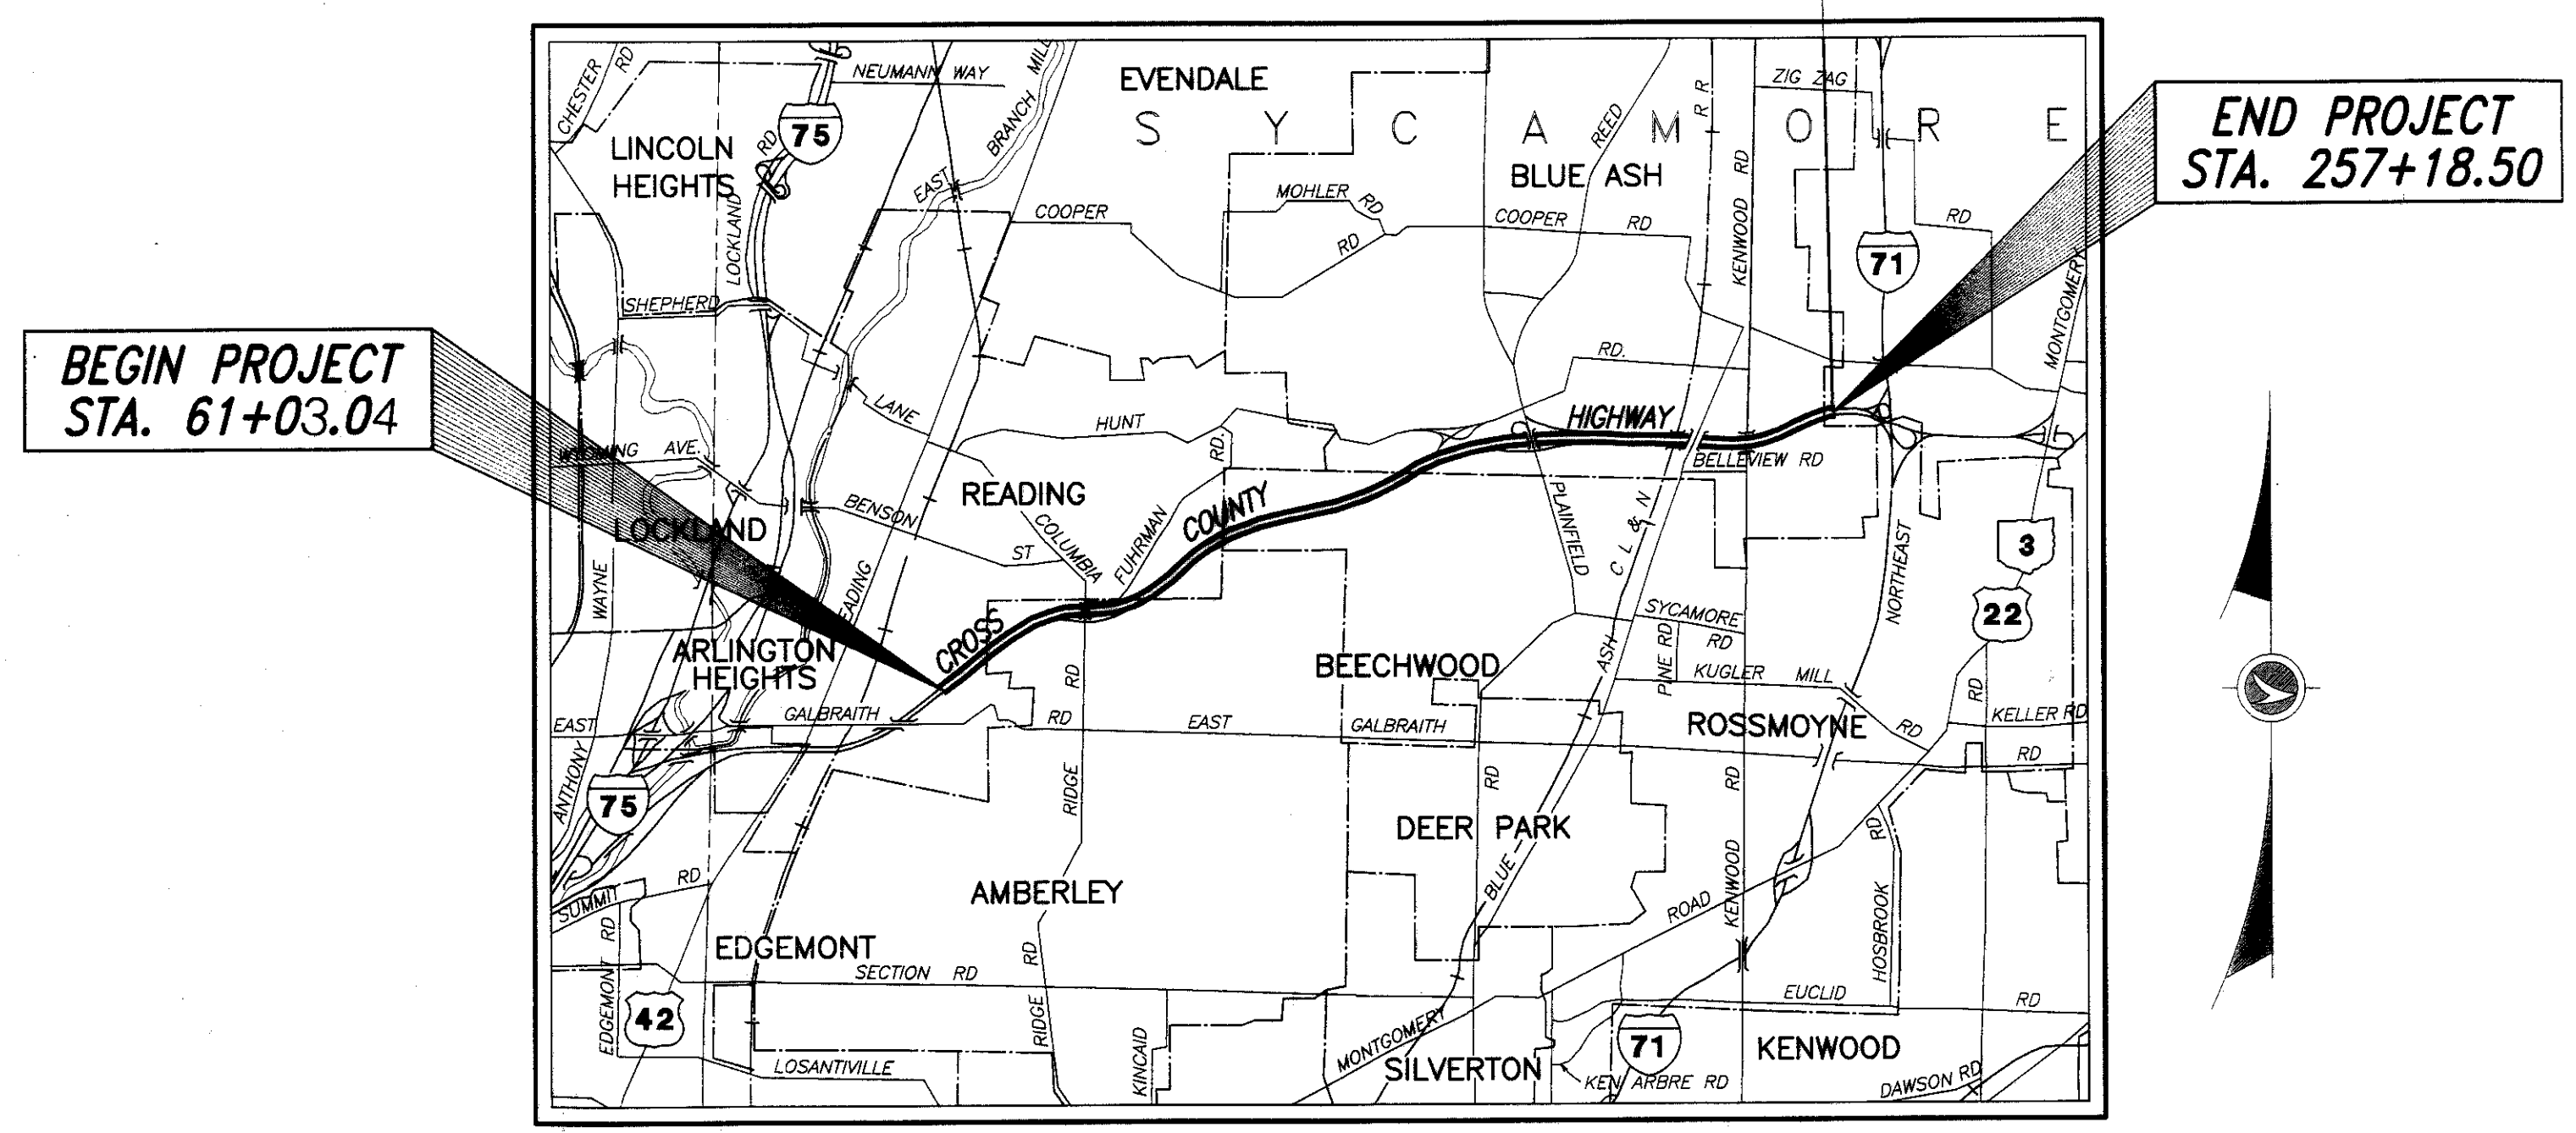 CHESTER RD
NEUMANN WAY
EVENDALE
ZIG ZAG
END PROJECT
STA. 257+18.50
LINCOLN
HEIGHTS
75
LOCKLAND RD
EAST BRANCH MILL
SYCAMORE
REED
RR
BLUE ASH
KENWOOD RD
COOPER
MOHLER RD
RD
COOPER RD
RD
71
MONTGOMERY
SHEPHERD
BEGIN PROJECT
STA. 61+03.04
LANE
HUNT
RD.
RD.
HIGHWAY
BELLEVIEW RD
WYOMING AVE.
READING
BENSON
ST
COLUMBIA
FUHRMAN
COUNTY
PLAINFIELD
C L & N
NORTHEAST
3
22
LOCKLAND
WAYNE
CROSS
ARLINGTON
HEIGHTS
RD
BEECHWOOD
ASH
SYCAMORE
RD
PINE RD
KUGLER MILL
RD
ROSSMOYNE
RD
KELLER RD
EAST
GALBRAITH
RD
EAST
GALBRAITH
RD
ANTHONY
75
RIDGE
RD
RD
DEER PARK
BLUE
KENWOOD
RD
SUMMIT
RD
AMBERLEY
ROAD
HOSBROOK
EDGEMONT RD
EDGEMONT
SECTION RD
RIDGE RD
EUCLID
RD
42
KINCAID
MONTGOMERY
71
KENWOOD
LOSANTIVILLE
SILVERTON
KEN ARBRE RD
DAWSON RD